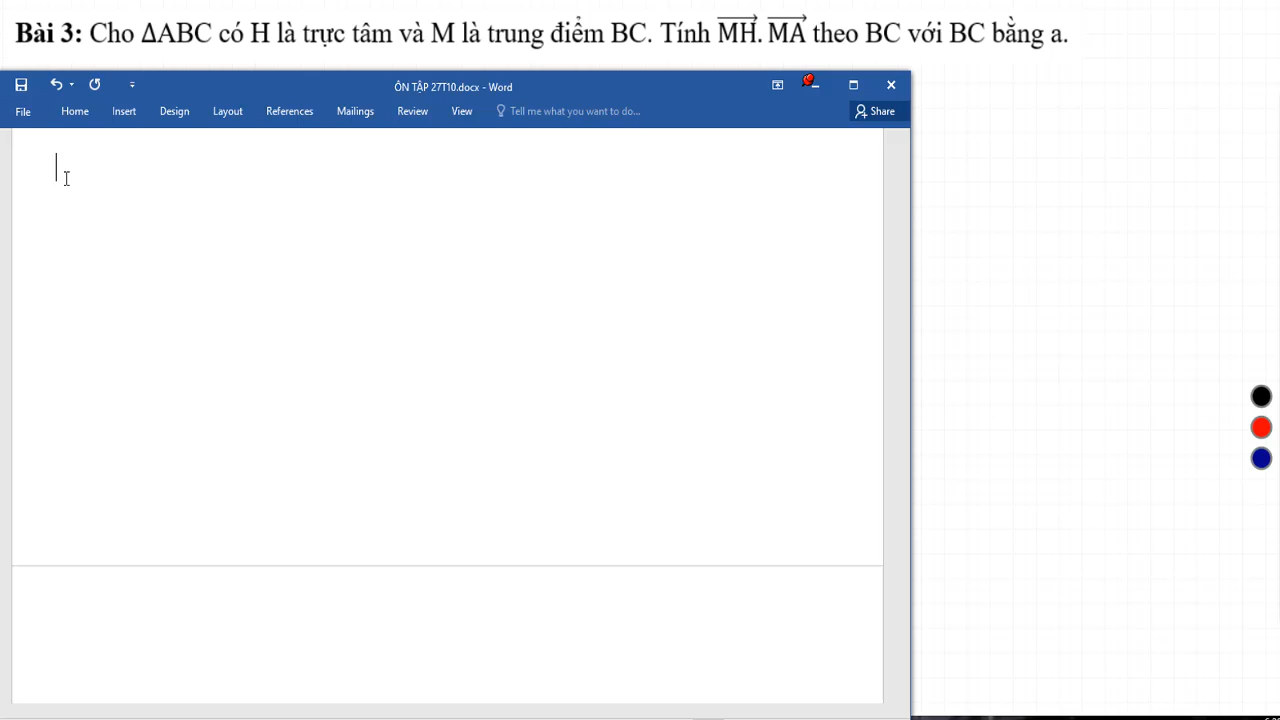 Bài 3: Cho ΔABC có H là trực tâm và M là trung điểm BC. Tính $\overrightarrow{MH}.\overrightarrow{MA}$ theo BC với BC bằng a.
ÔN TẬP 27T10.docx - Word
File Home Insert Design Layout References Mailings Review View Tell me what you want to do... Share